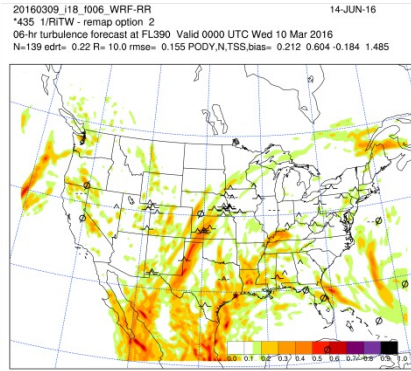 20160309_i18_f006_WRF-RR 14-JUN-16
*435 1/RiTW - remap option 2
06-hr turbulence forecast at FL390 Valid 0000 UTC Wed 10 Mar 2016
N=139 edrt= 0.22 R= 10.0 rmse= 0.155 PODY,N,TSS,bias= 0.212 0.604 -0.184 1.485
0.0 0.1 0.2 0.3 0.4 0.5 0.6 0.7 0.8 0.9 1.0